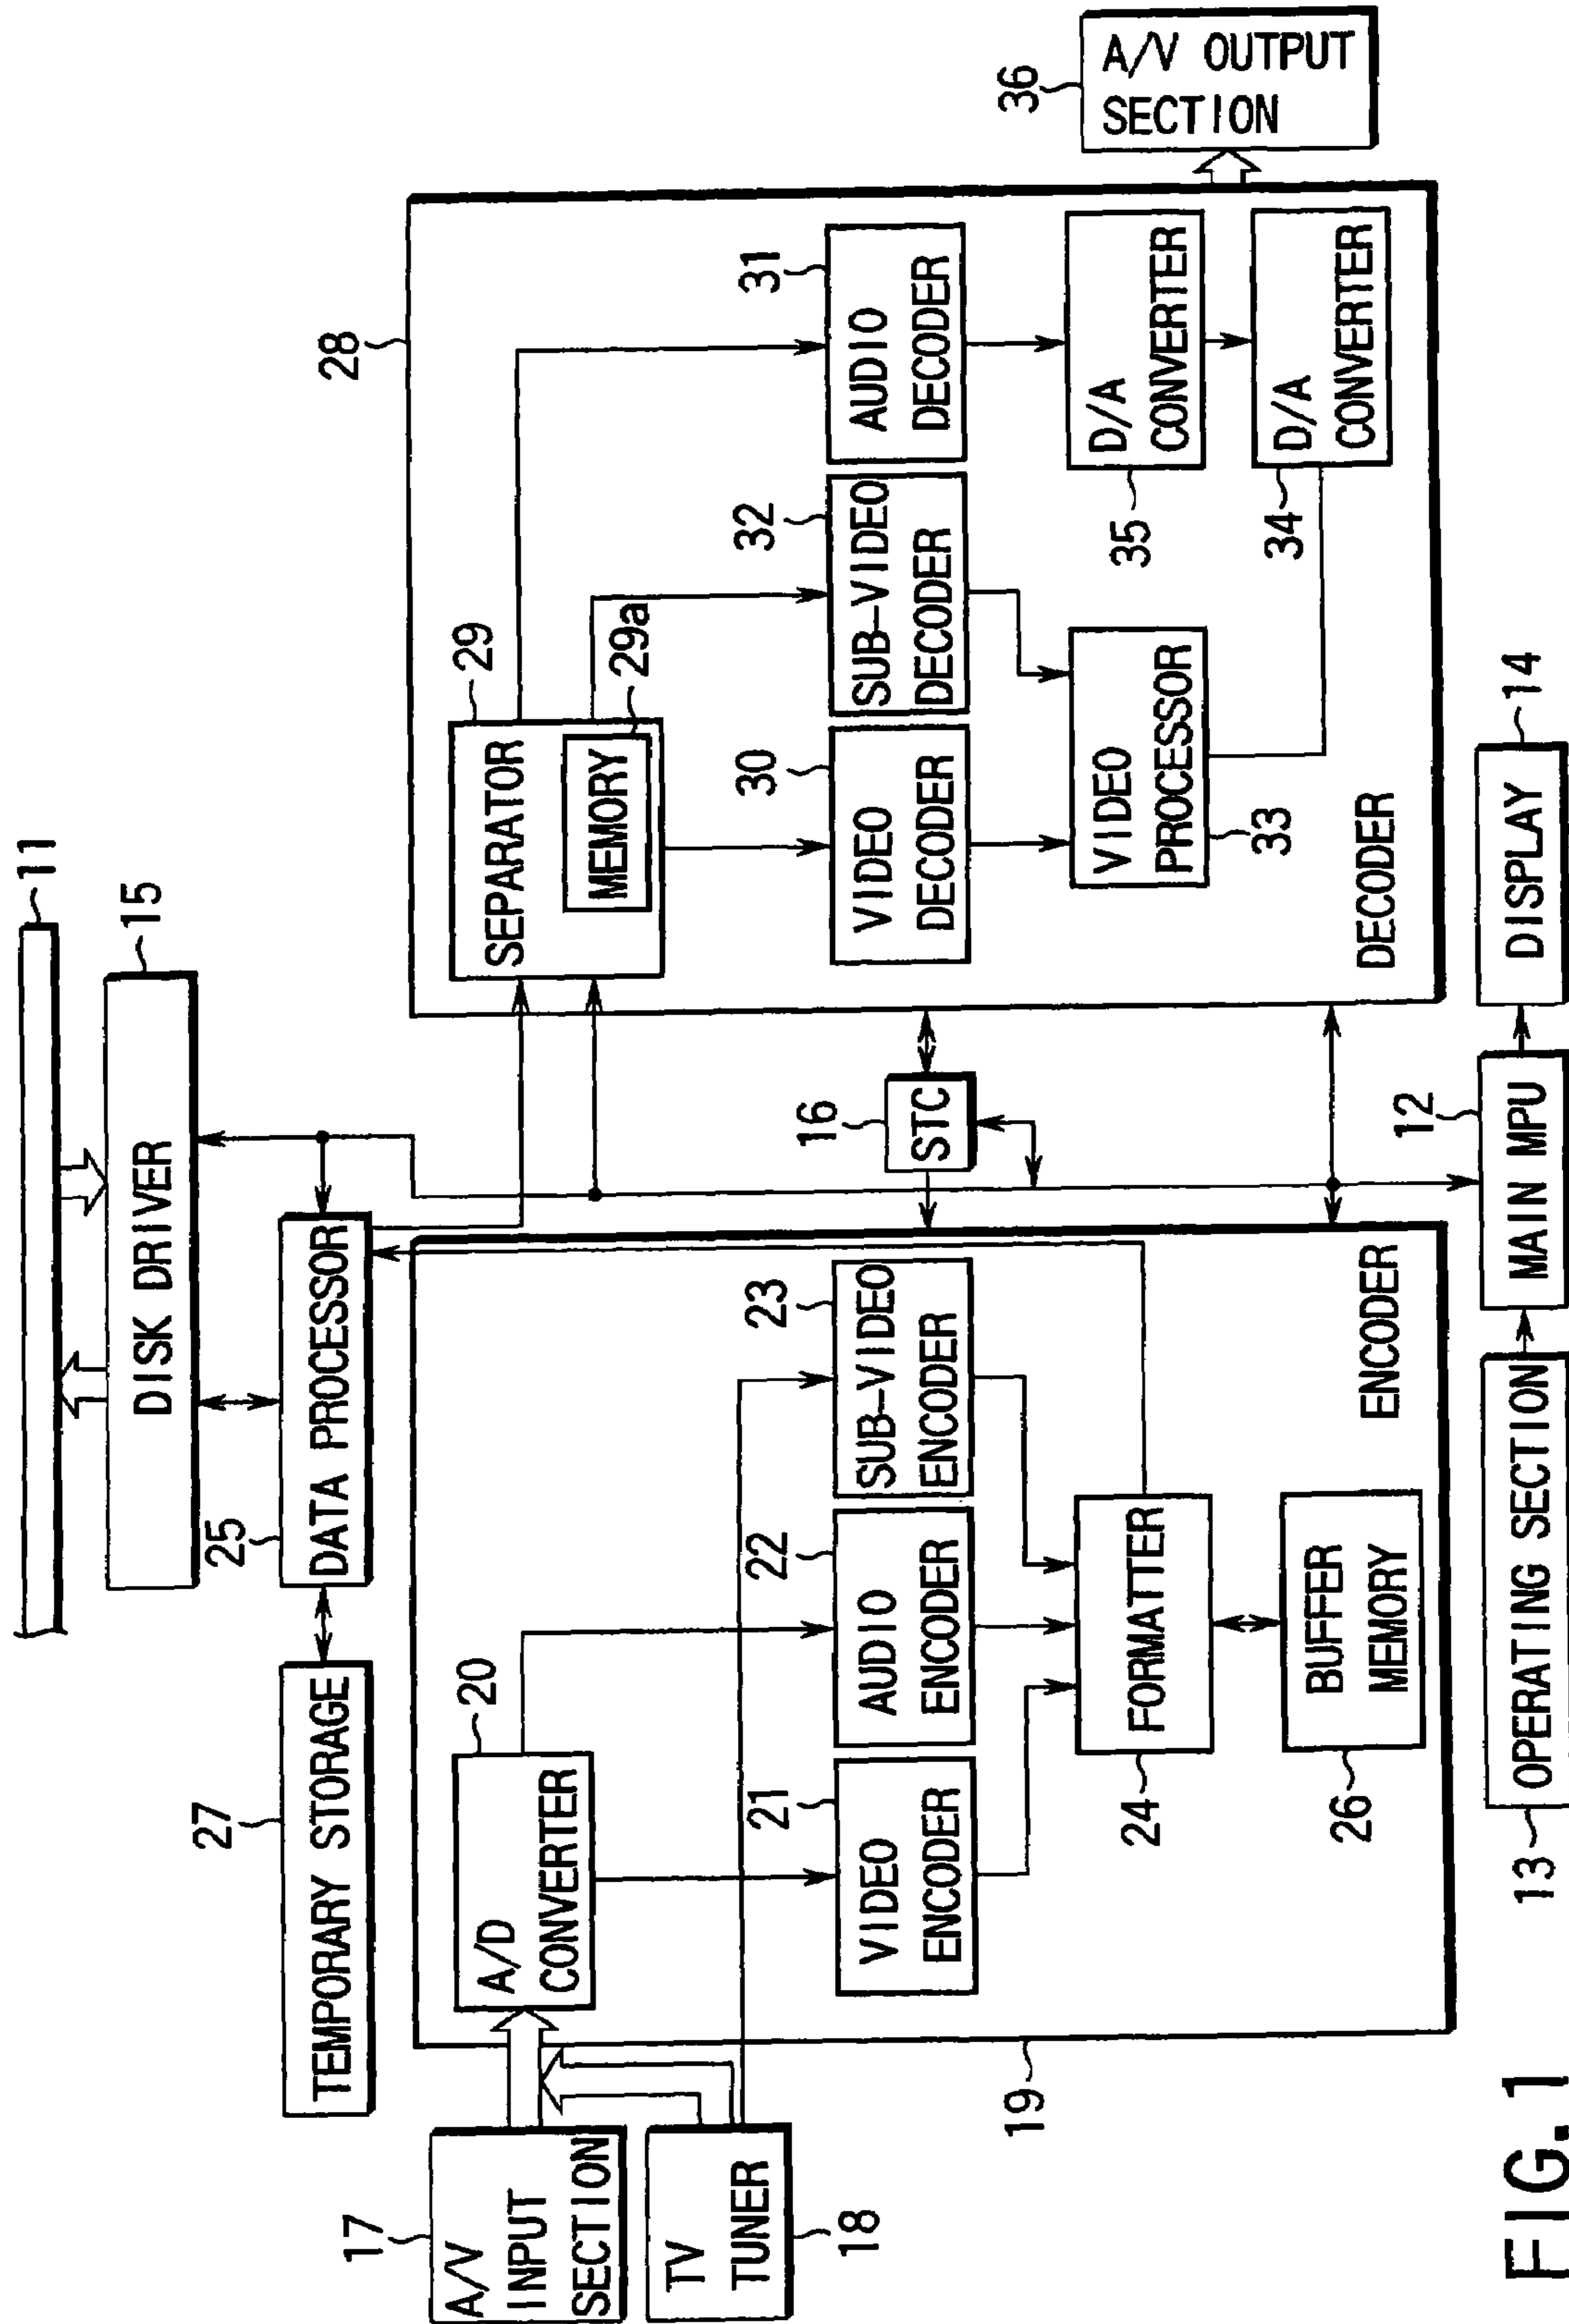 11
DISK DRIVER
15
27
TEMPORARY STORAGE
25
DATA PROCESSOR
17
A/V
INPUT
SECTION
TV
TUNER
18
19
20
A/D
CONVERTER
21
VIDEO
ENCODER
22
AUDIO
ENCODER
23
SUB-VIDEO
ENCODER
24
FORMATTER
26
BUFFER
MEMORY
ENCODER
16
STC
28
29
SEPARATOR
MEMORY
29a
30
VIDEO
DECODER
32
SUB-VIDEO
DECODER
31
AUDIO
DECODER
VIDEO
PROCESSOR
33
35
D/A
CONVERTER
34
D/A
CONVERTER
DECODER
36
A/V OUTPUT
SECTION
13
OPERATING SECTION
12
MAIN MPU
14
DISPLAY
FIG. 1